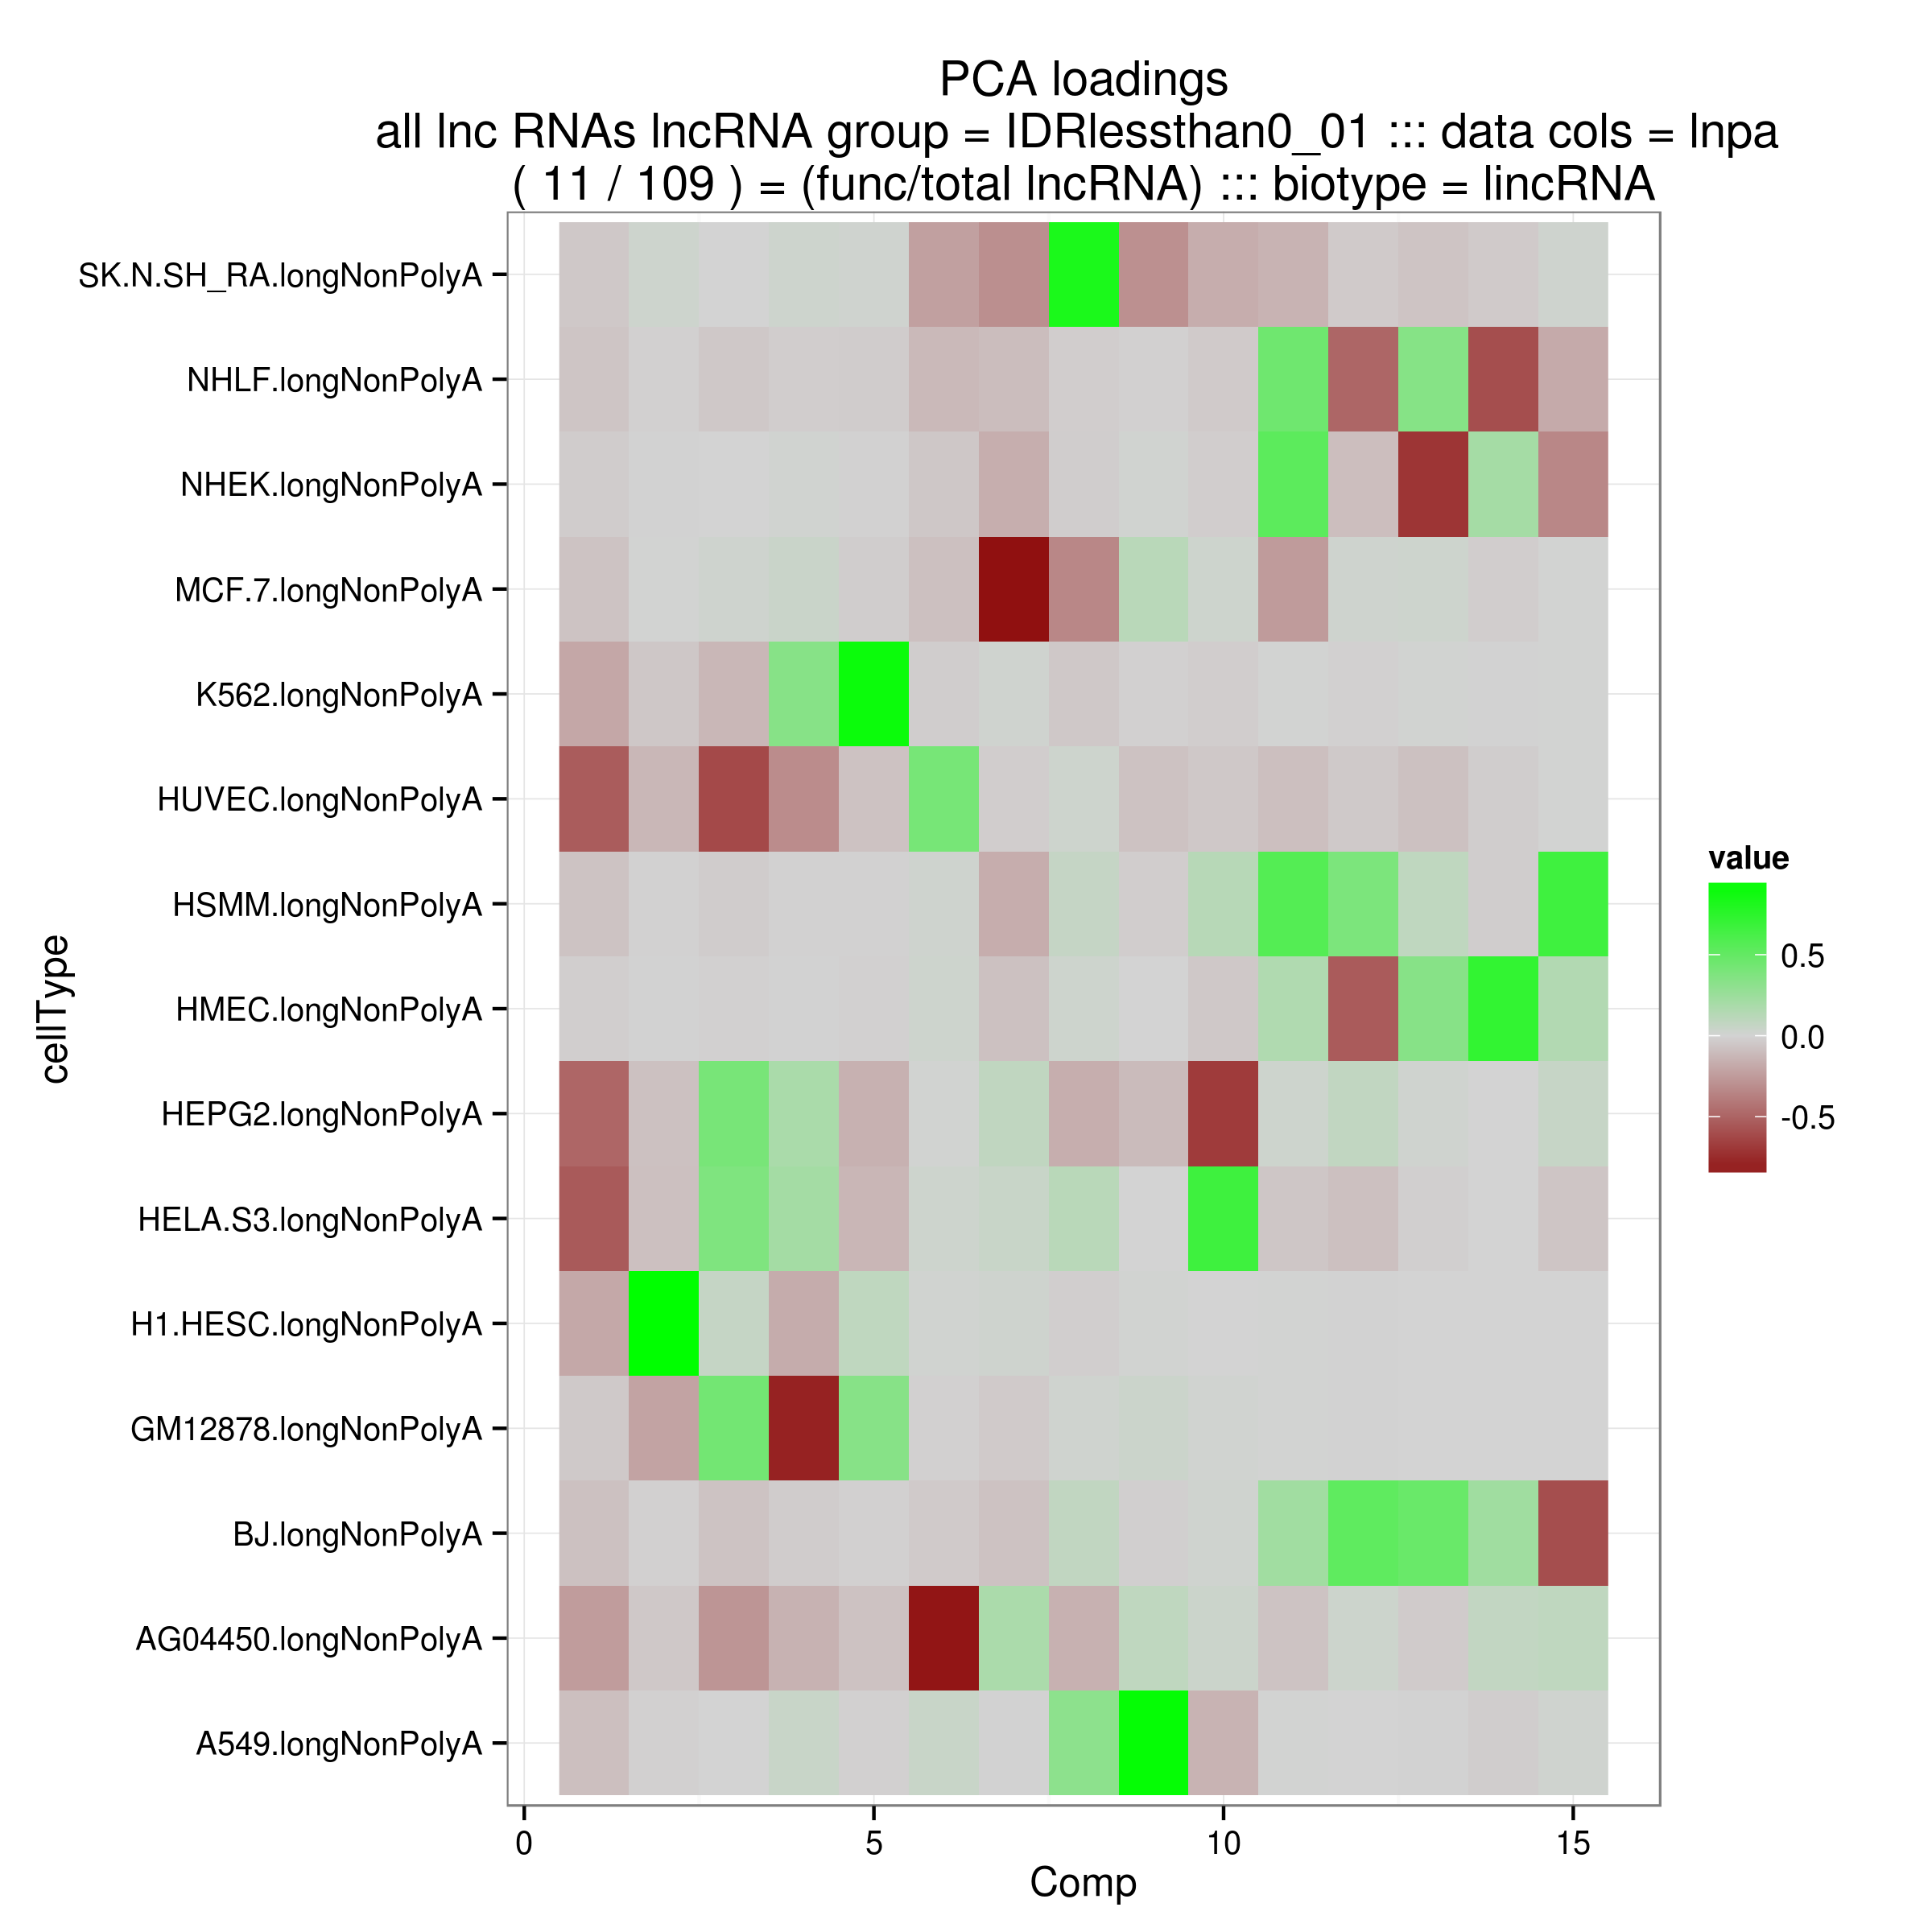 PCA loadings
all lnc RNAs lncRNA group = IDRlessthan0_01 ::: data cols = lnpa
( 11 / 109 ) = (func/total lncRNA) ::: biotype = lincRNA
SK.N.SH_RA.longNonPolyA
NHLF.longNonPolyA
NHEK.longNonPolyA
MCF.7.longNonPolyA
K562.longNonPolyA
HUVEC.longNonPolyA
HSMM.longNonPolyA
HMEC.longNonPolyA
HEPG2.longNonPolyA
HELA.S3.longNonPolyA
H1.HESC.longNonPolyA
GM12878.longNonPolyA
BJ.longNonPolyA
AG04450.longNonPolyA
A549.longNonPolyA
cellType
0 5 10 15
Comp
value
0.5
0.0
-0.5